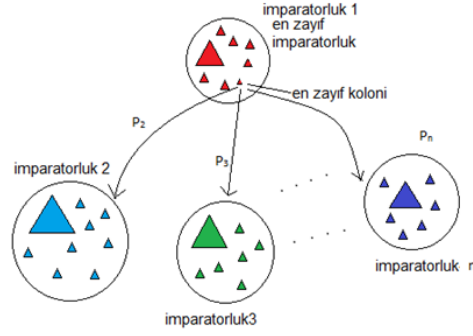 imparatorluk 1
en zayıf
imparatorluk
en zayıf koloni
P2
P3
Pn
imparatorluk 2
imparatorluk3
imparatorluk n